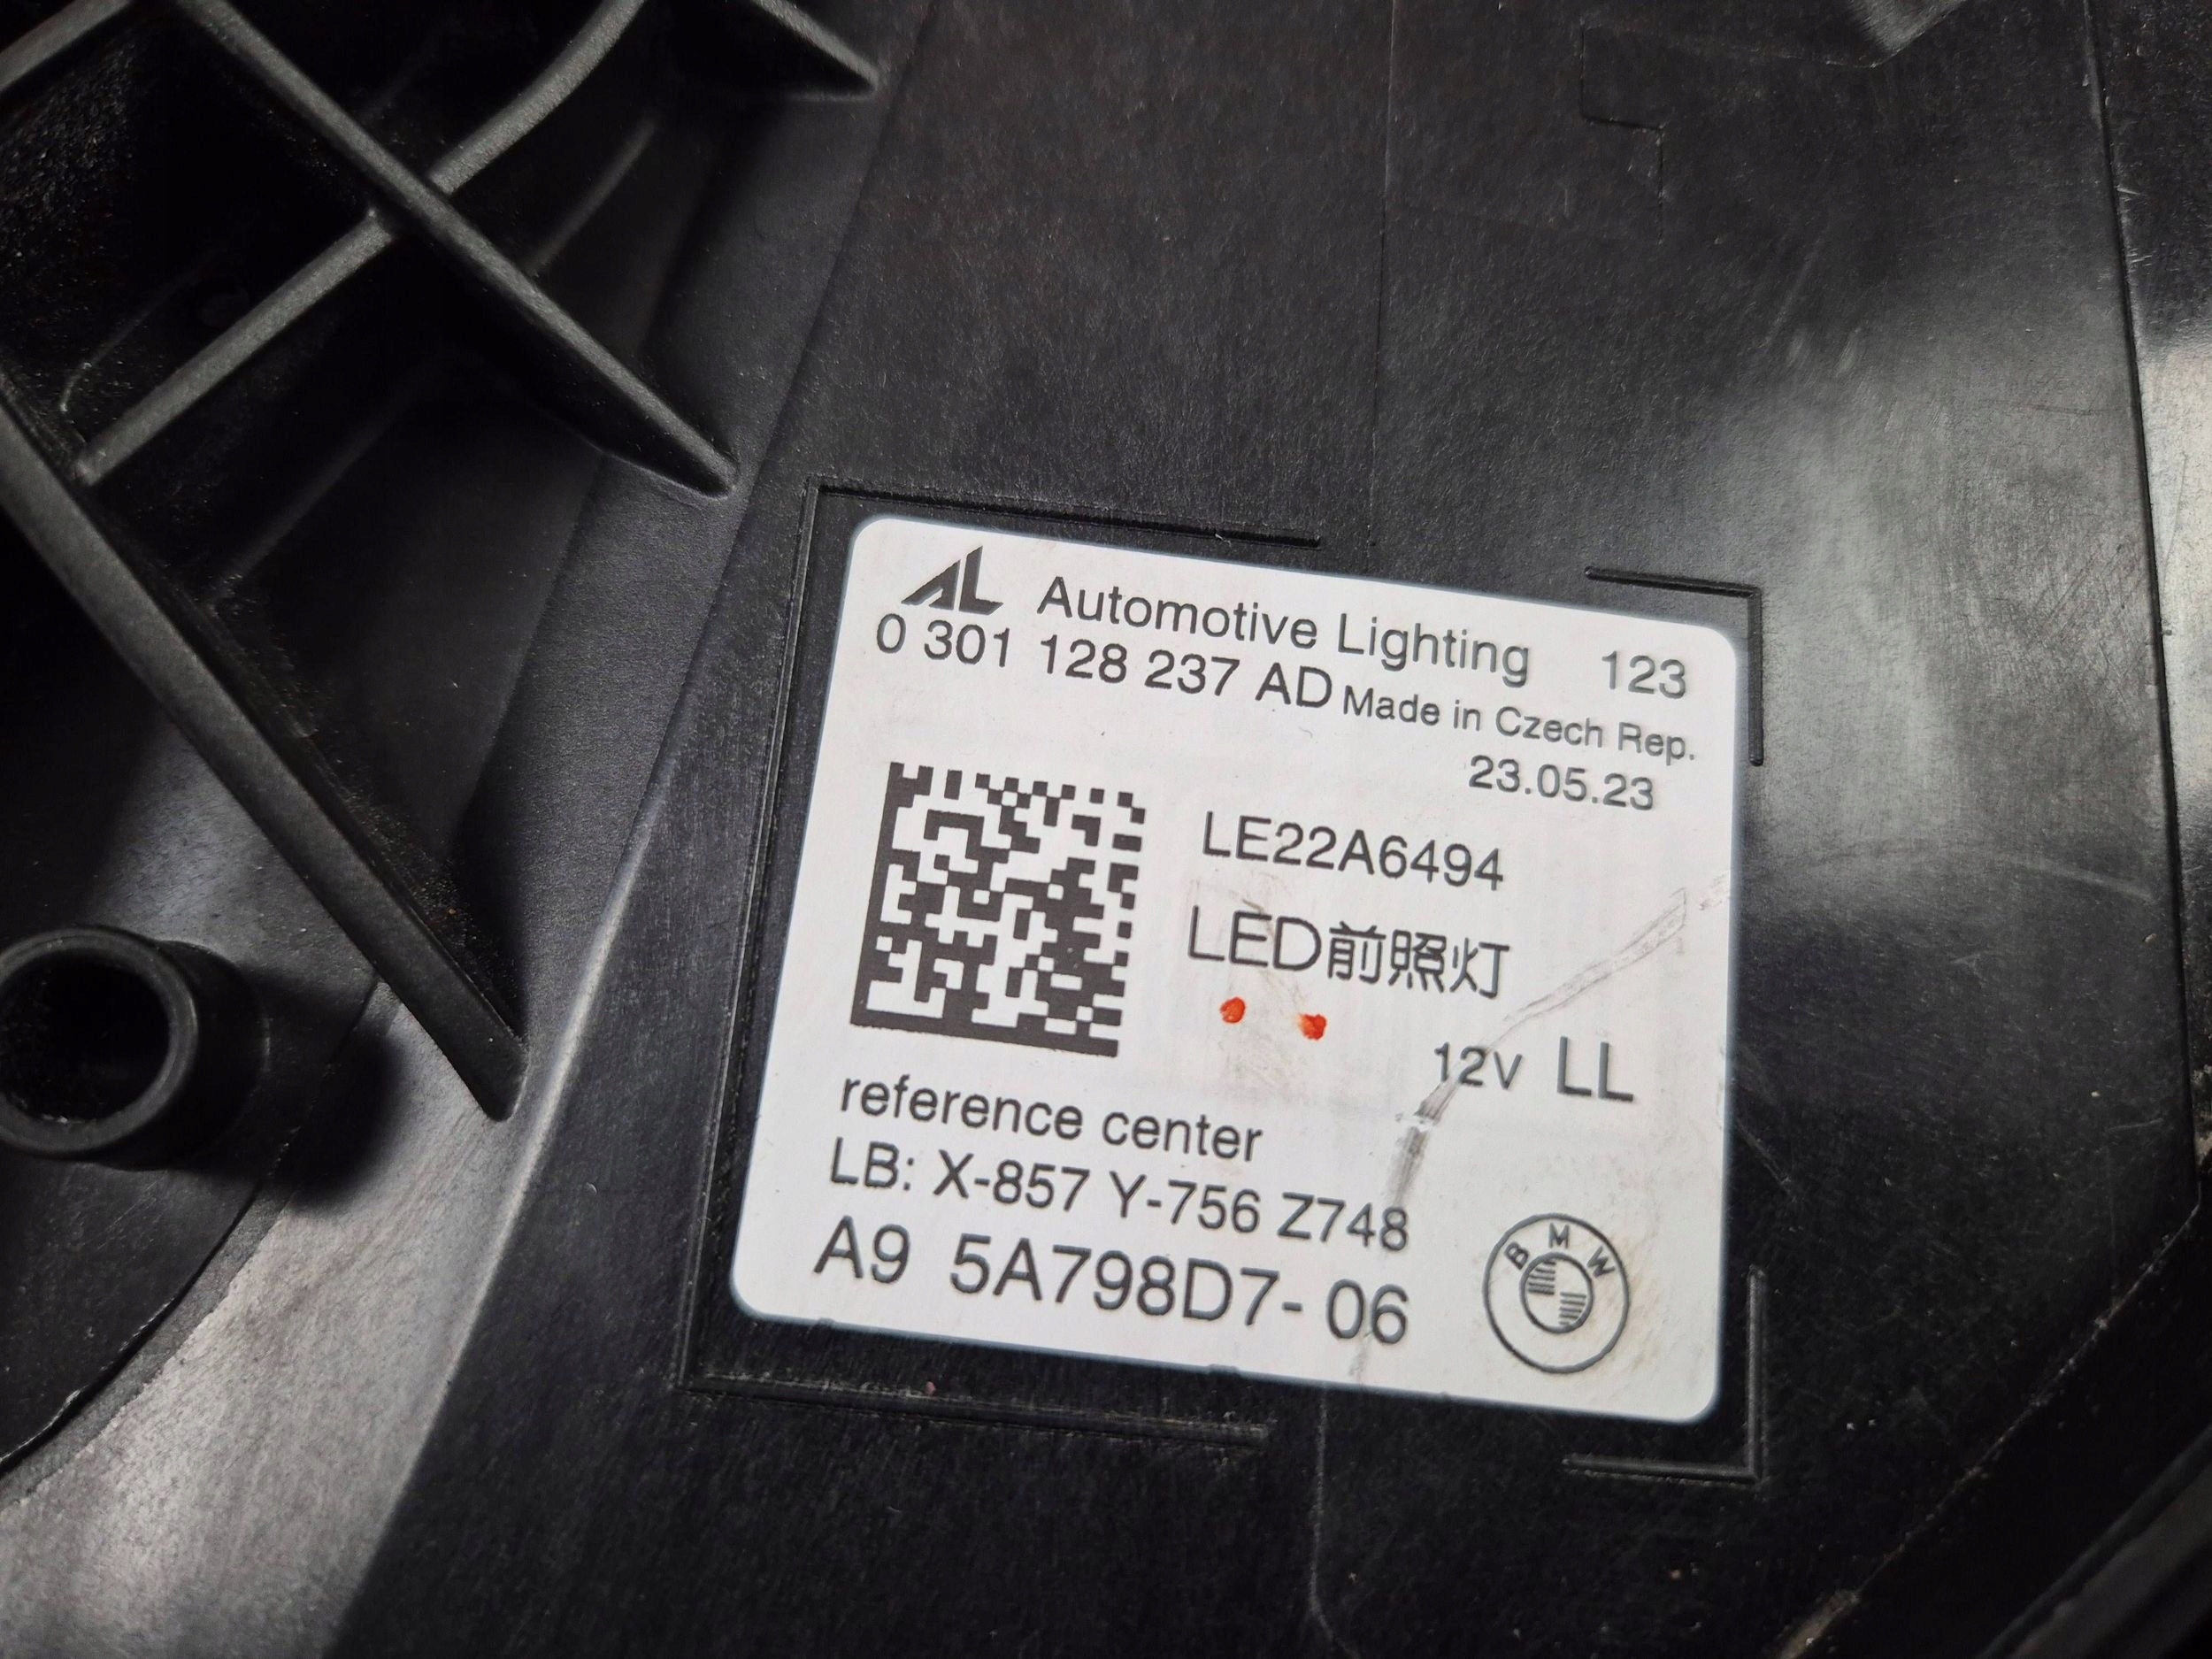 AL Automotive Lighting 123
0 301 128 237 AD Made in Czech Rep.
23.05.23
LE22A6494
LED前照灯
12V LL
reference center
LB: X-857 Y-756 Z748
A9 5A798D7- 06
BMW